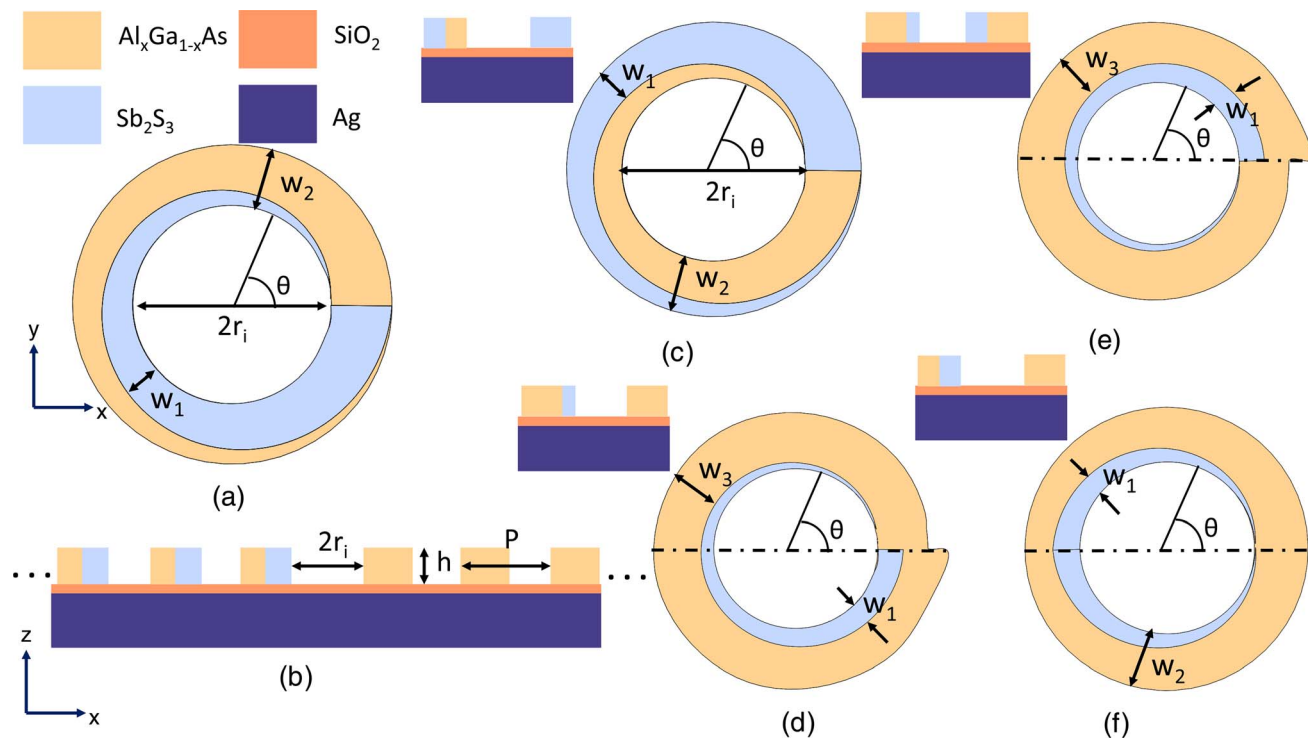 AlₓGa₁₋ₓAs
SiO₂
Sb₂S₃
Ag
w₂
θ
2rᵢ
w₁
y
x
(a)
2rᵢ
h
P
...
...
z
x
(b)
w₁
θ
2rᵢ
w₂
(c)
w₃
θ
w₁
(d)
w₃
w₁
θ
(e)
w₁
θ
w₂
(f)